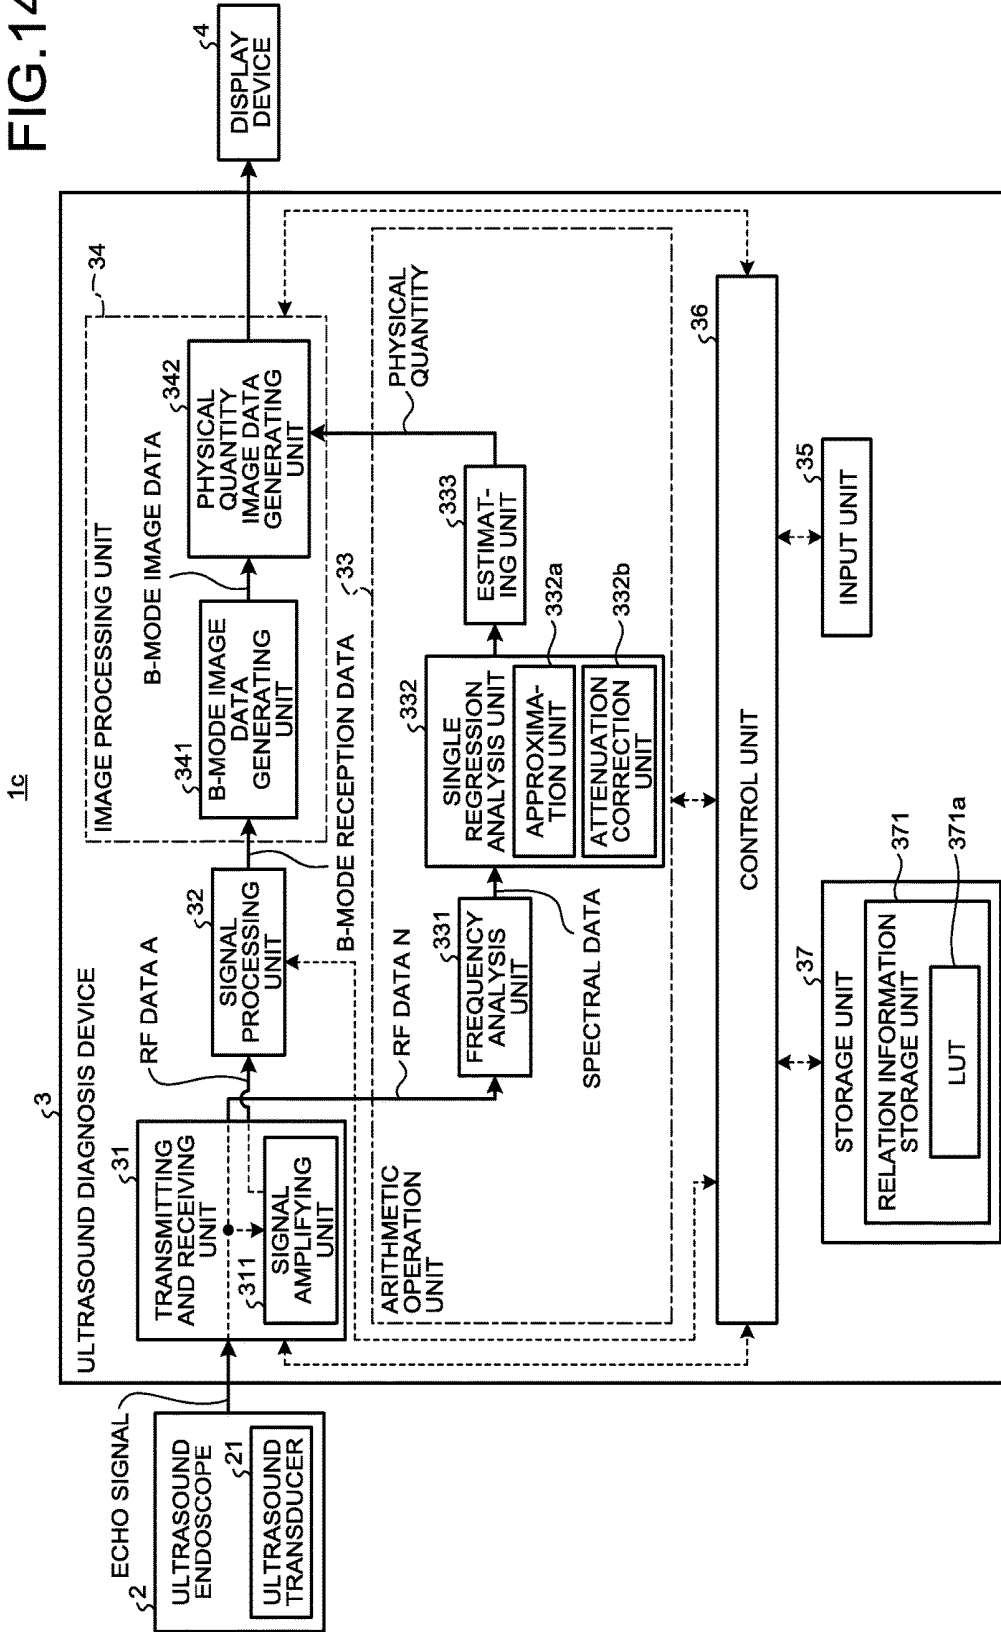 FIG.14
1c
3
ULTRASOUND DIAGNOSIS DEVICE
ECHO SIGNAL
2
ULTRASOUND
ENDOSCOPE
21
ULTRASOUND
TRANSDUCER
31
TRANSMITTING
AND RECEIVING
UNIT
311
SIGNAL
AMPLIFYING
UNIT
RF DATA A
32
SIGNAL
PROCESSING
UNIT
B-MODE RECEPTION DATA
34
IMAGE PROCESSING UNIT
341
B-MODE IMAGE
DATA
GENERATING
UNIT
B-MODE IMAGE DATA
342
PHYSICAL
QUANTITY
IMAGE DATA
GENERATING
UNIT
4
DISPLAY
DEVICE
33
ARITHMETIC
OPERATION
UNIT
RF DATA N
331
FREQUENCY
ANALYSIS
UNIT
SPECTRAL DATA
332
SINGLE
REGRESSION
ANALYSIS UNIT
332a
APPROXIMA-
TION UNIT
332b
ATTENUATION
CORRECTION
UNIT
333
ESTIMAT-
ING UNIT
PHYSICAL
QUANTITY
36
CONTROL UNIT
37
STORAGE UNIT
371
RELATION INFORMATION
STORAGE UNIT
371a
LUT
35
INPUT UNIT